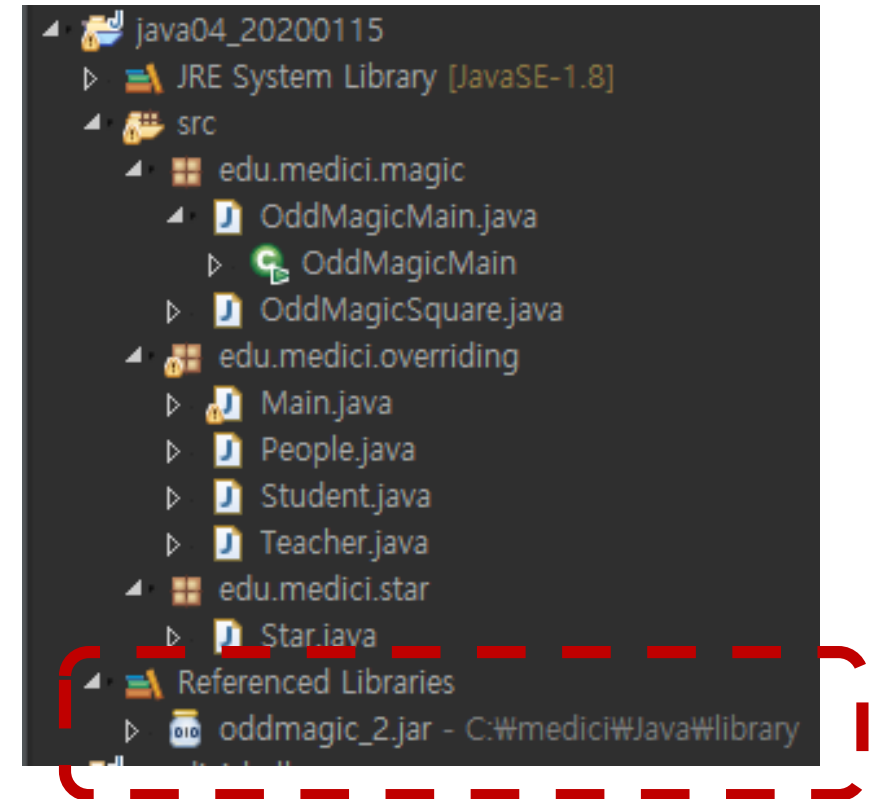 java04_20200115
JRE System Library [JavaSE-1.8]
src
edu.medici.magic
OddMagicMain.java
OddMagicMain
OddMagicSquare.java
edu.medici.overriding
Main.java
People.java
Student.java
Teacher.java
edu.medici.star
Star.java
Referenced Libraries
oddmagic_2.jar - C:₩medici₩Java₩library